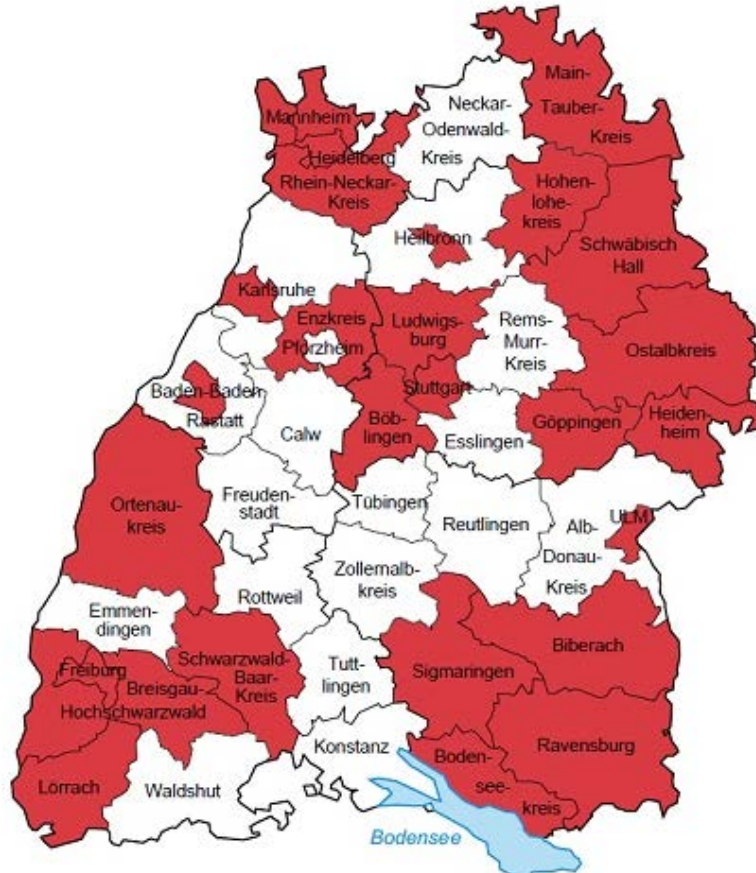 Main-
Tauber-
Kreis
Neckar-
Odenwald-
Kreis
Mannheim
Heidelberg
Rhein-Neckar-
Kreis
Hohen-
lohe-
kreis
Heilbronn
Schwäbisch
Hall
Karlsruhe
Enzkreis
Pforzheim
Ludwigs-
burg
Rems-
Murr-
Kreis
Ostalbkreis
Stuttgart
Baden-Baden
Rastatt
Calw
Böb-
lingen
Esslingen
Göppingen
Heiden-
heim
Ortenau-
kreis
Freuden-
stadt
Tübingen
Reutlingen
Alb-
Donau-
Kreis
ULM
Zollernalb-
kreis
Rottweil
Emmen-
dingen
Biberach
Freiburg
Breisgau-
Hochschwarzwald
Schwarzwald-
Baar-
Kreis
Tutt-
lingen
Sigmaringen
Konstanz
Boden-
see-
kreis
Ravensburg
Lörrach
Waldshut
Bodensee